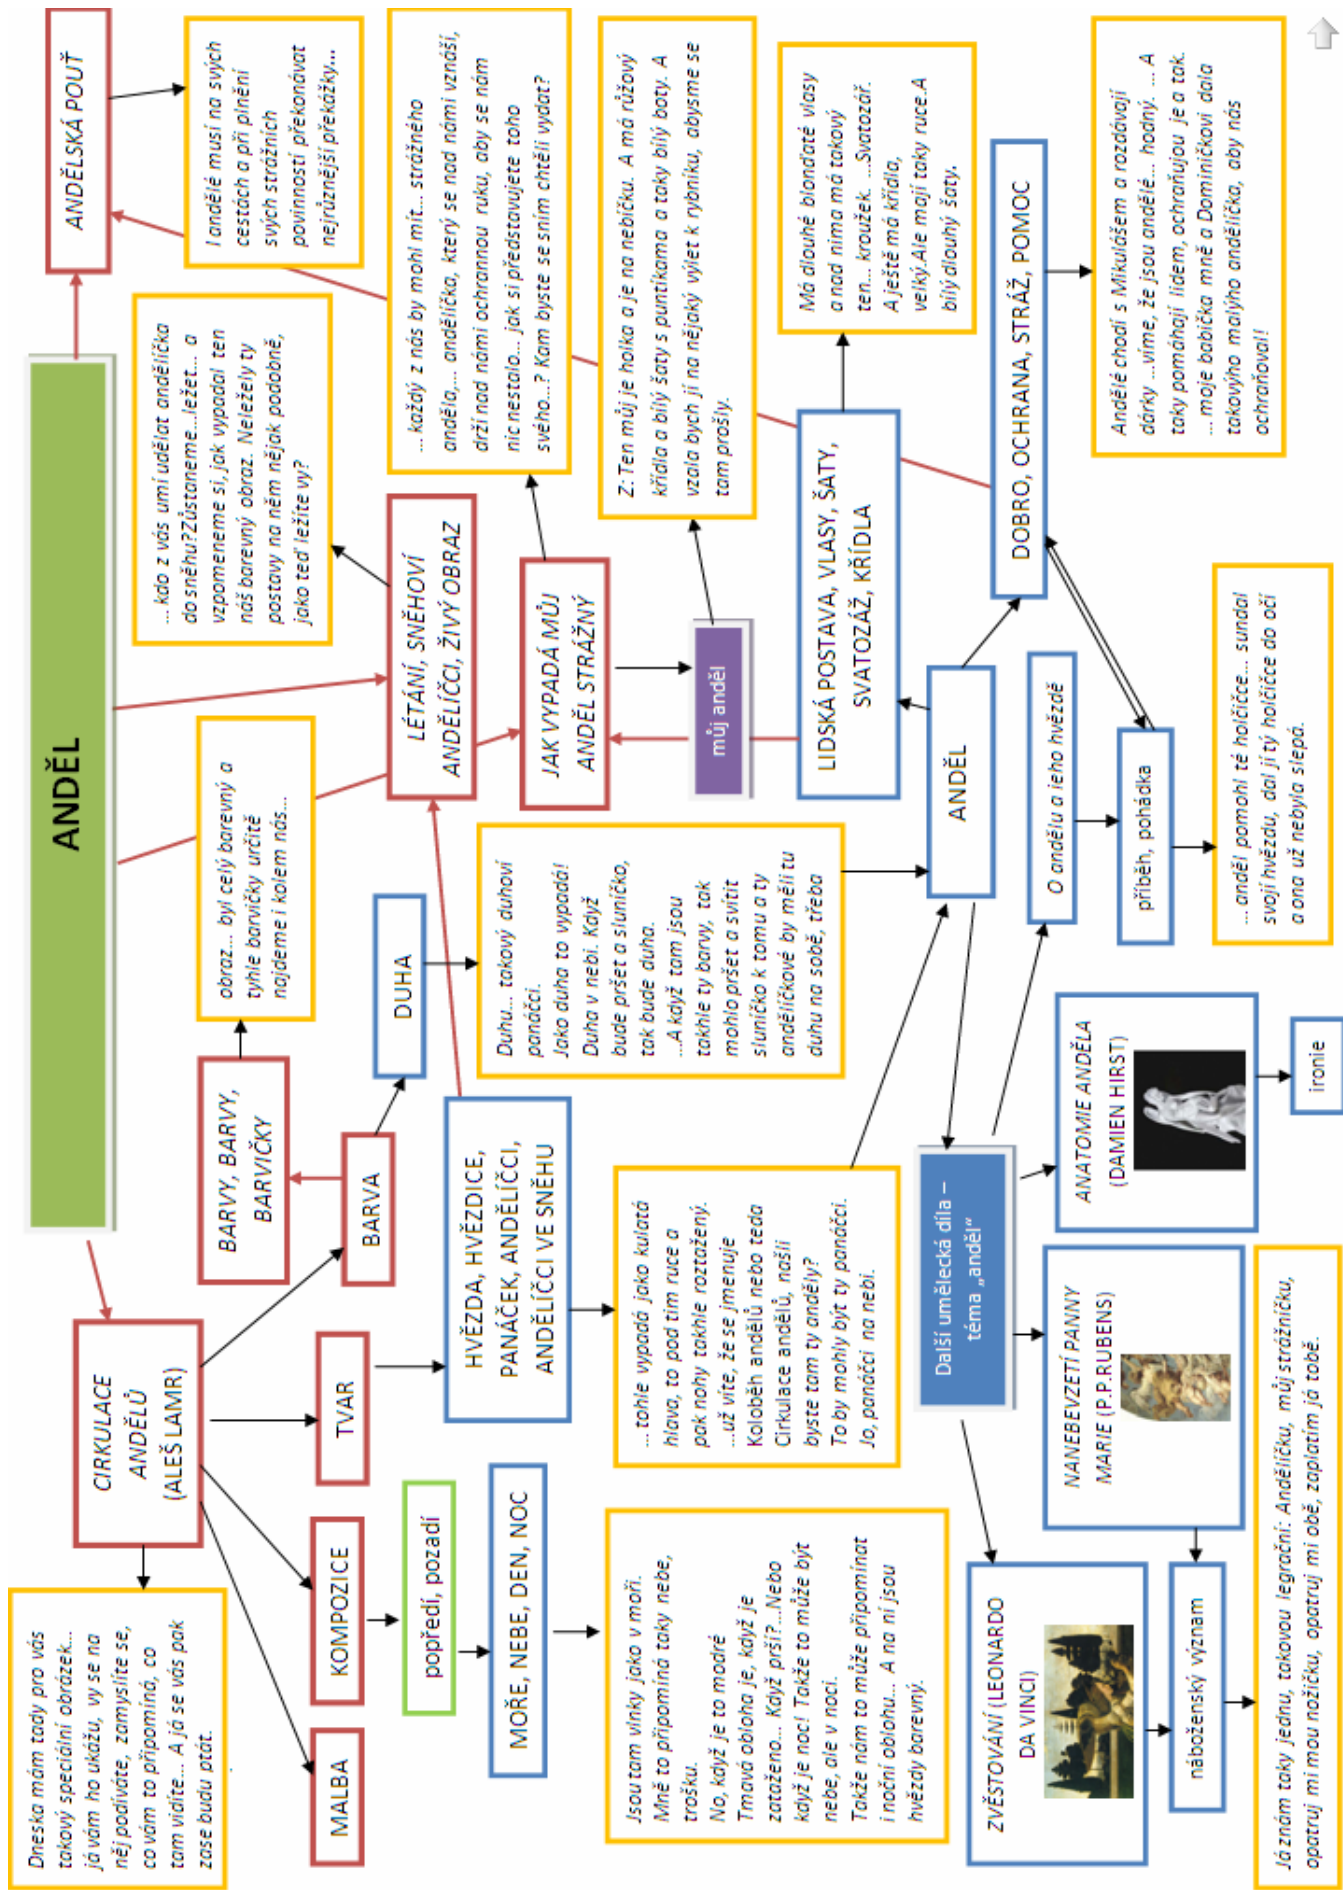 ANDĚL
CIRKULACE
ANDĚLŮ
(ALEŠ LAMR)
Dneska mám tady pro vás
takový speciální obrázek...
já vám ho ukážu, vy se na
něj podíváte, zamyslíte se,
co vám to připomíná, co
tam vidíte... A já se vás pak
zase budu ptát.
MALBA
KOMPOZICE
TVAR
BARVA
popředí, pozadí
MOŘE, NEBE, DEN, NOC
Jsou tam vlnky jako v moři.
Mně to připomíná taky nebe,
trošku.
No, když je to modré
Tmavá obloha je, když je
zataženo... Když prší?...Nebo
když je noc! Takže to může být
nebe, ale v noci.
Takže nám to může připomínat
i noční oblohu... A na ní jsou
hvězdy barevný.
BARVY, BARVY,
BARVIČKY
obraz... byl celý barevný a
tyhle barvičky určitě
najdeme i kolem nás...
DUHA
Duhu... takový duhoví
panáčci.
Jako duha to vypadá!
Duha v nebi. Když
bude pršet a sluníčko,
tak bude duha.
...A když tam jsou
takhle ty barvy, tak
mohlo pršet a svítit
sluníčko k tomu a ty
andělíčkové by měli tu
duhu na sobě, třeba
HVĚZDA, HVĚZDICE,
PANÁČEK, ANDĚLÍČCI,
ANDĚLÍČCI VE SNĚHU
...tohle vypadá jako kulatá
hlava, to pod tim ruce a
pak nohy takhle roztažený.
...už víte, že se jmenuje
Koloběh andělů nebo teda
Cirkulace andělů, našli
byste tam ty anděly?
To by mohly být ty panáčci.
Jo, panáčci na nebi.
LÉTÁNÍ, SNĚHOVÍ
ANDĚLÍČCI, ŽIVÝ OBRAZ
...kdo z vás umí udělat andělíčka
do sněhu?Zůstaneme...ležet... a
vzpomeneme si, jak vypadal ten
náš barevný obraz. Neležely ty
postavy na něm nějak podobně,
jako teď ležíte vy?
ANDĚLSKÁ POUŤ
I andělé musí na svých
cestách a při plnění
svých strážních
povinností překonávat
nejrůznější překážky...
JAK VYPADÁ MŮJ
ANDĚL STRÁŽNÝ
...každý z nás by mohl mít... strážného
anděla,... andělíčka, který se nad námi vznáší,
drží nad námi ochrannou ruku, aby se nám
nic nestalo... jak si představujete toho
svého...? Kam byste se sním chtěli vydat?
můj anděl
Z: Ten můj je holka a je na nebíčku. A má růžový
křídla a bílý šaty s puntíkama a taky bílý boty. A
vzala bych jí na nějaký výlet k rybníku, abysme se
tam prošly.
LIDSKÁ POSTAVA, VLASY, ŠATY,
SVATOZÁŽ, KŘÍDLA
Má dlouhé blonďaté vlasy
a nad nima má takový
ten... kroužek. ...Svatozář.
A ještě má křídla,
velký.Ale mají taky ruce.A
bílý dlouhý šaty.
ANDĚL
DOBRO, OCHRANA, STRÁŽ, POMOC
Andělé chodí s Mikulášem a rozdávají
dárky ...víme, že jsou andělé... hodný. ... A
taky pomáhají lidem, ochraňujou je a tak.
...moje babička mně a Dominičkovi dala
takovýho malýho andělíčka, aby nás
ochraňoval!
Další umělecká díla –
téma „anděl“
O andělu a jeho hvězdě
příběh, pohádka
...anděl pomohl té holčičce... sundal
svojí hvězdu, dal jí tý holčičce do očí
a ona už nebyla slepá.
ZVĚSTOVÁNÍ (LEONARDO
DA VINCI)
NANEBEVZETÍ PANNY
MARIE (P.P.RUBENS)
ANATOMIE ANDĚLA
(DAMIEN HIRST)
ironie
náboženský význam
Já znám taky jednu, takovou legrační: Andělíčku, můj strážníčku,
opatruj mi mou nožičku, opatruj mi obě, zaplatím já tobě.